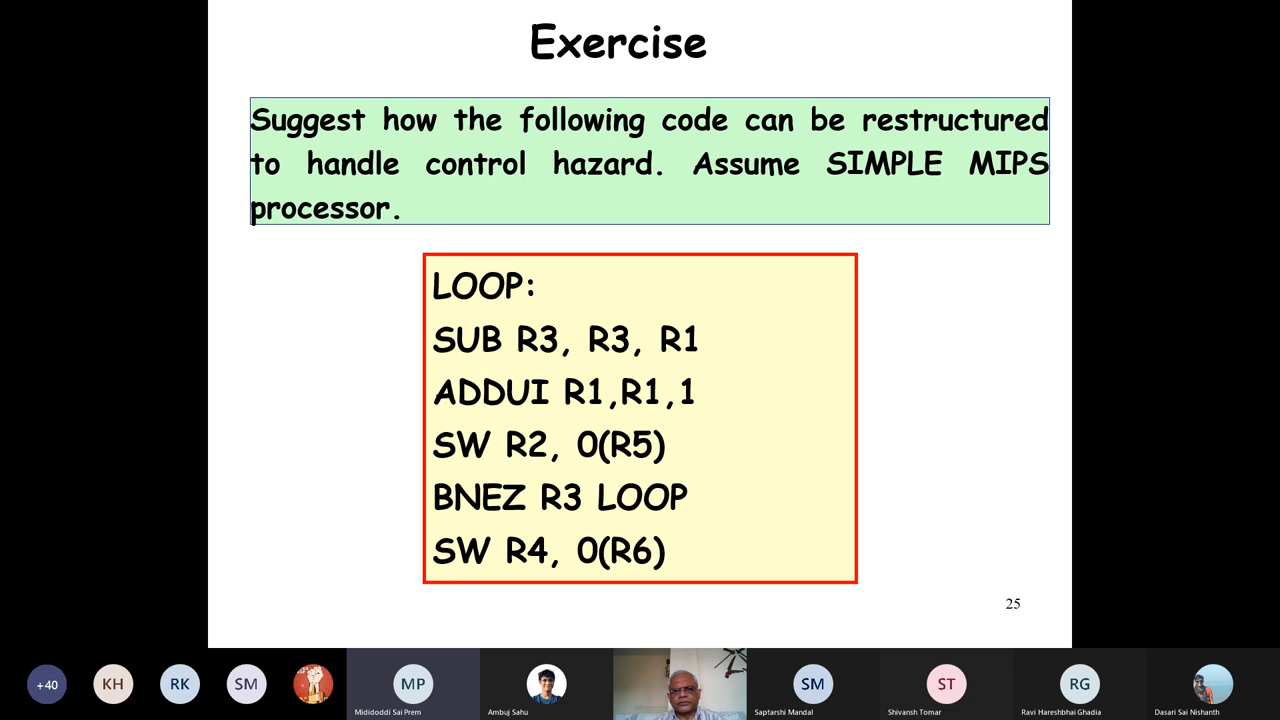 Exercise
Suggest how the following code can be restructured
to handle control hazard. Assume SIMPLE MIPS
processor.
LOOP:
SUB R3, R3, R1
ADDUI R1,R1,1
SW R2, 0(R5)
BNEZ R3 LOOP
SW R4, 0(R6)
25
+40
KH
RK
SM
MP
SM
ST
RG
Mididoddi Sai Prem
Ambuj Sahu
Saptarshi Mandal
Shivansh Tomar
Ravi Hareshbhai Ghadia
Dasari Sai Nishanth